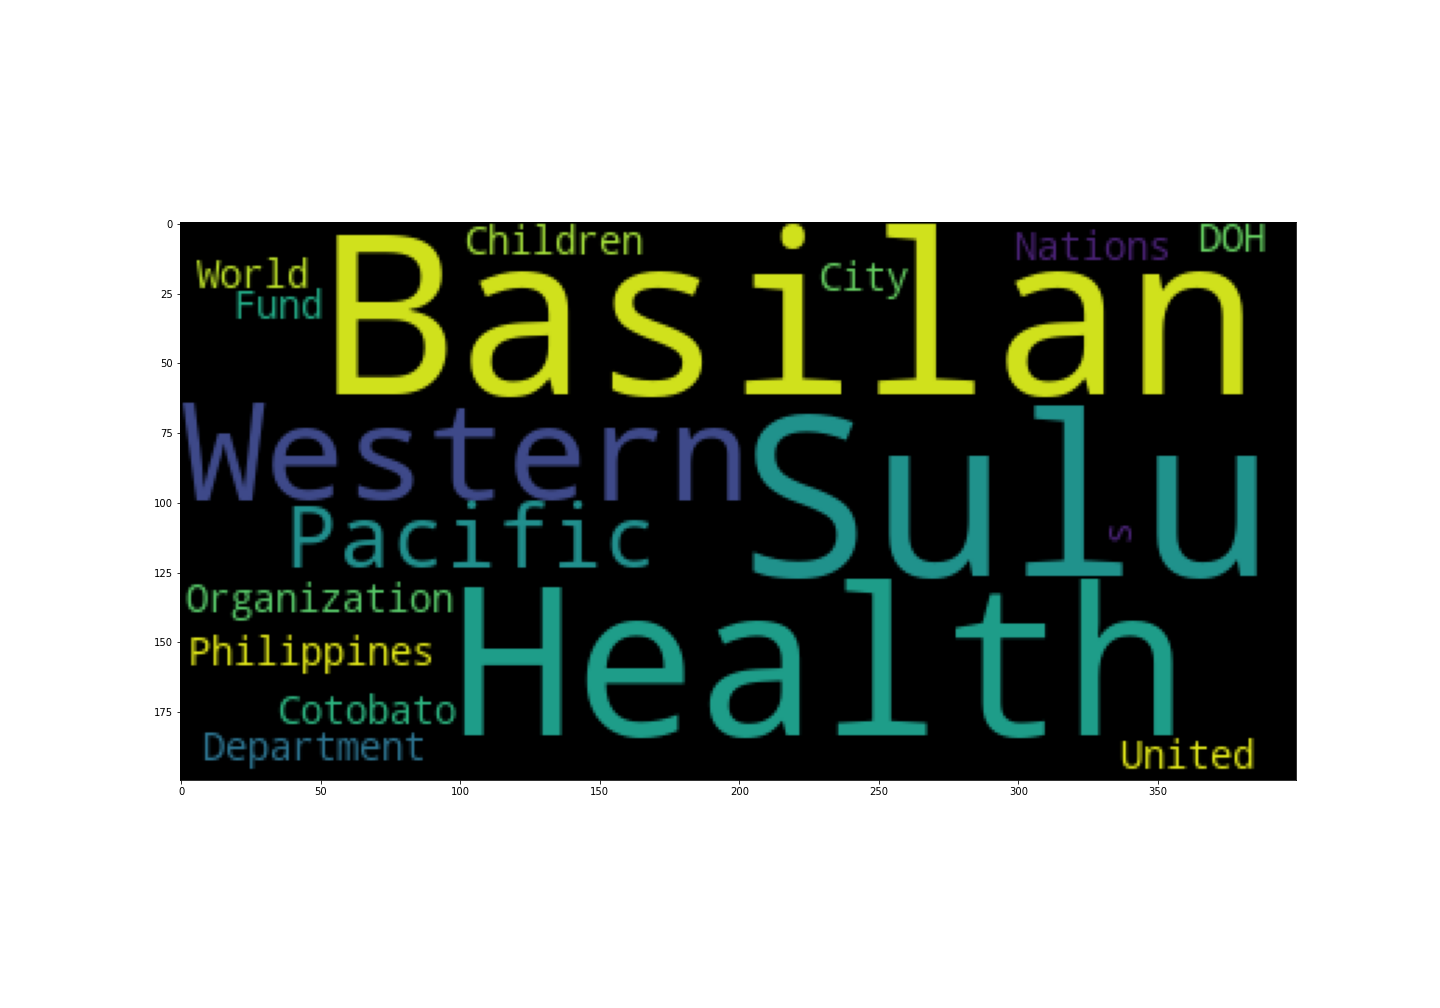 Children
Nations
DOH
World
City
Fund
Basilan
Western
Sulu
Pacific
s
Organization
Health
Philippines
Cotobato
Department
United
0
25
50
75
100
125
150
175
0 50 100 150 200 250 300 350